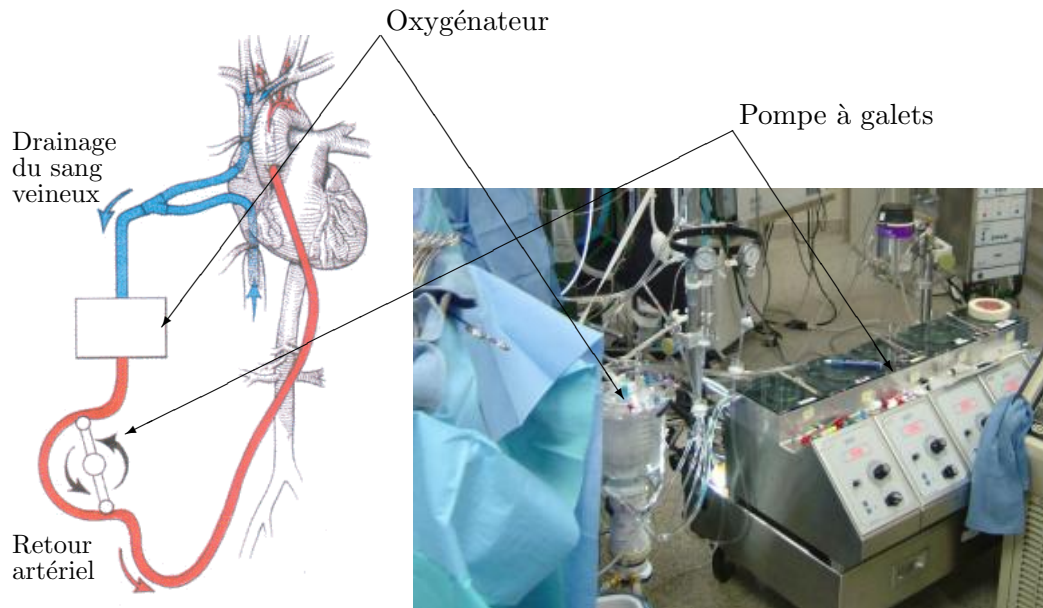 Oxygénateur
Pompe à galets
Drainage
du sang
veineux
Retour
artériel